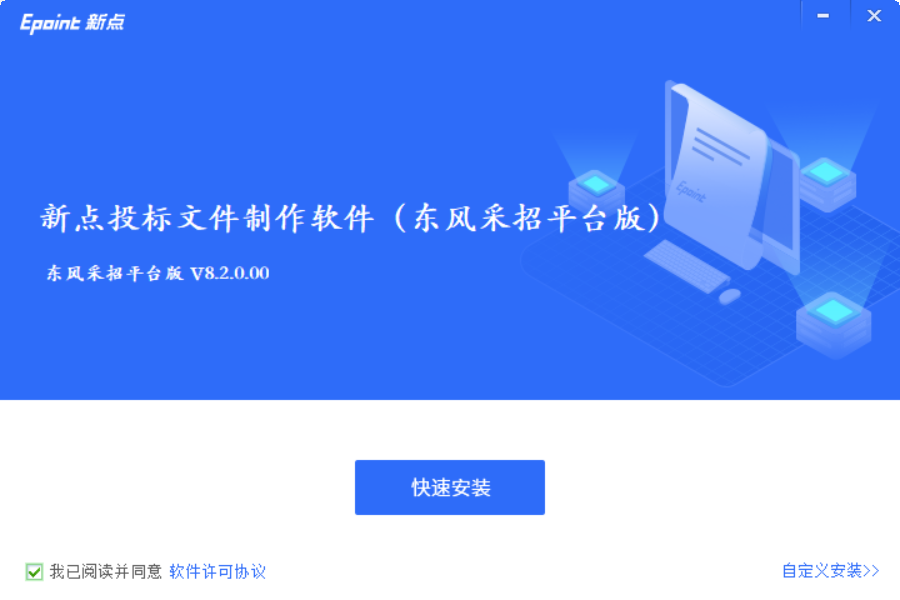 Epoint 新点
新点投标文件制作软件（东风采招平台版）
东风采招平台版 V8.2.0.00
Epoint
快速安装
我已阅读并同意 软件许可协议
自定义安装>>